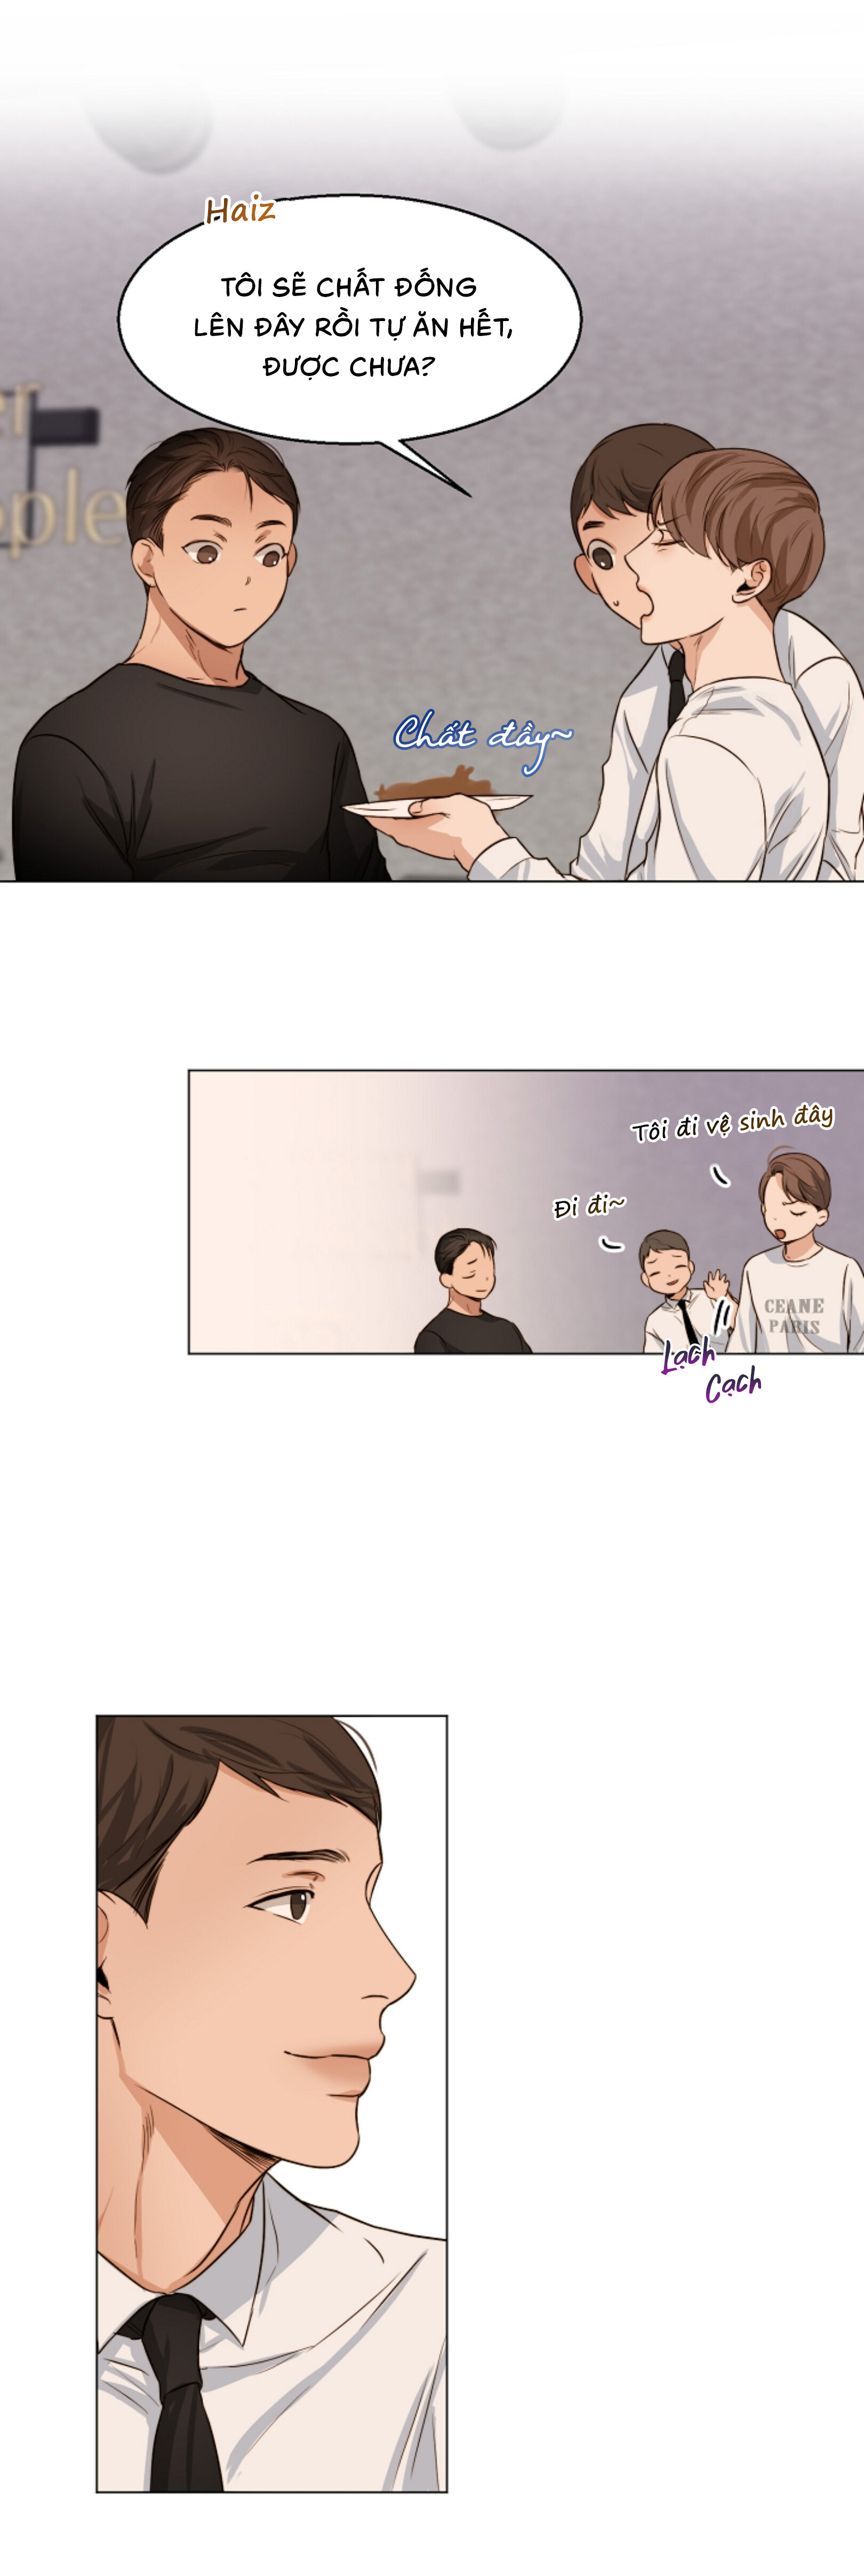 Haiz
TÔI SẼ CHẤT ĐỐNG
LÊN ĐÂY RỒI TỰ ĂN HẾT,
ĐƯỢC CHƯA?
Chất đầy~
Tôi đi vệ sinh đây
Đi đi~
CEANE
PARIS
Lạch
Cạch